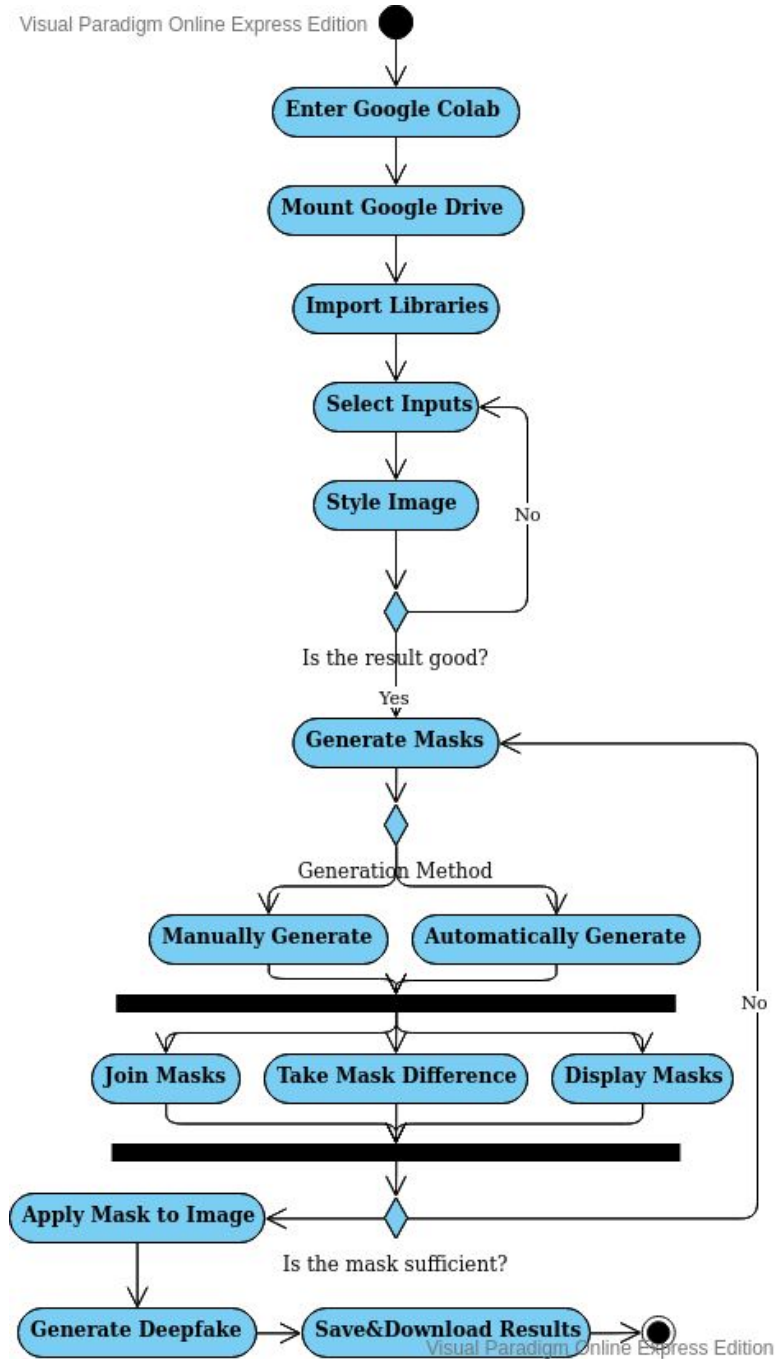 Visual Paradigm Online Express Edition
Enter Google Colab
Mount Google Drive
Import Libraries
Select Inputs
Style Image
No
Is the result good?
Yes
Generate Masks
Generation Method
Manually Generate
Automatically Generate
No
Join Masks
Take Mask Difference
Display Masks
Apply Mask to Image
Is the mask sufficient?
Generate Deepfake
Save&Download Results
Visual Paradigm Online Express Edition